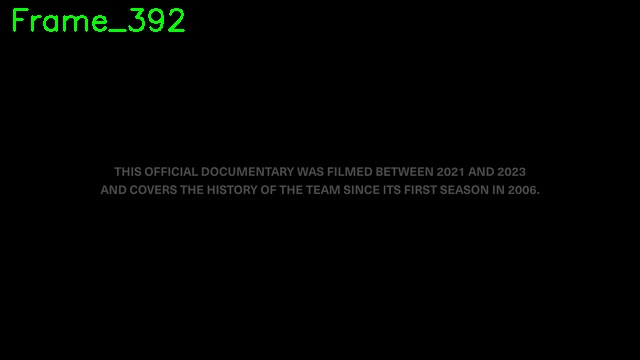 Frame_392
THIS OFFICIAL DOCUMENTARY WAS FILMED BETWEEN 2021 AND 2023
AND COVERS THE HISTORY OF THE TEAM SINCE ITS FIRST SEASON IN 2006.